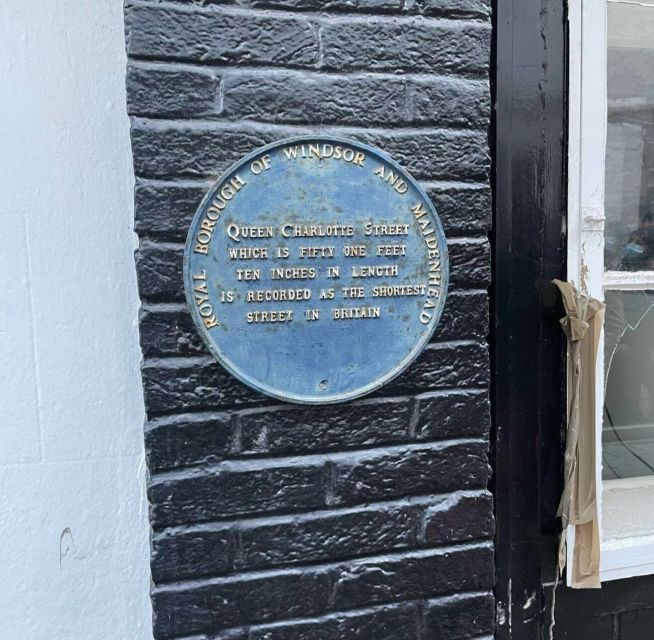 ROYAL BOROUGH OF WINDSOR AND MAIDENHEAD
QUEEN CHARLOTTE STREET
WHICH IS FIFTY ONE FEET
TEN INCHES IN LENGTH
IS RECORDED AS THE SHORTEST
STREET IN BRITAIN